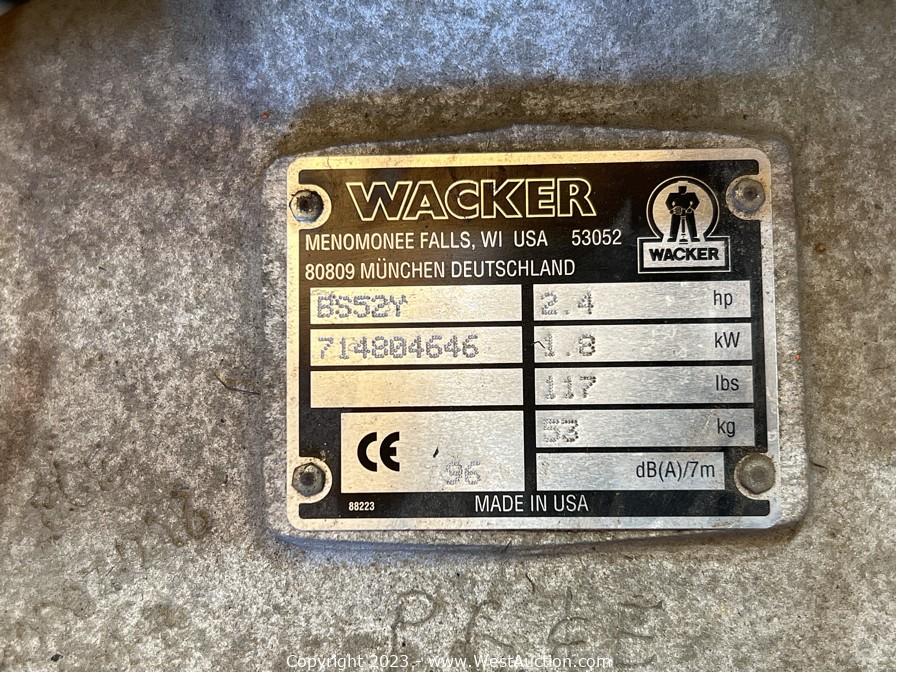 WACKER
MENOMONEE FALLS, WI USA 53052
80809 MÜNCHEN DEUTSCHLAND
WACKER
BS52Y
2.4 hp
714804646
1.8 kW
117 lbs
53 kg
CE
96
dB(A)/7m
88223
MADE IN USA
Copyright 2023 - www.WestAuction.com